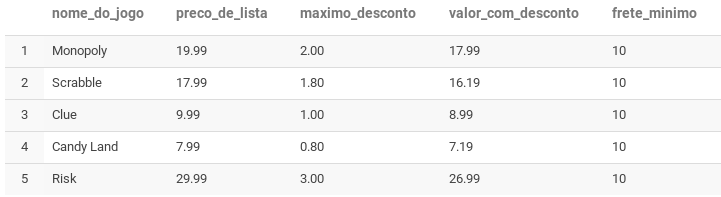 nome_do_jogo preco_de_lista maximo_desconto valor_com_desconto frete_minimo
1 Monopoly 19.99 2.00 17.99 10
2 Scrabble 17.99 1.80 16.19 10
3 Clue 9.99 1.00 8.99 10
4 Candy Land 7.99 0.80 7.19 10
5 Risk 29.99 3.00 26.99 10